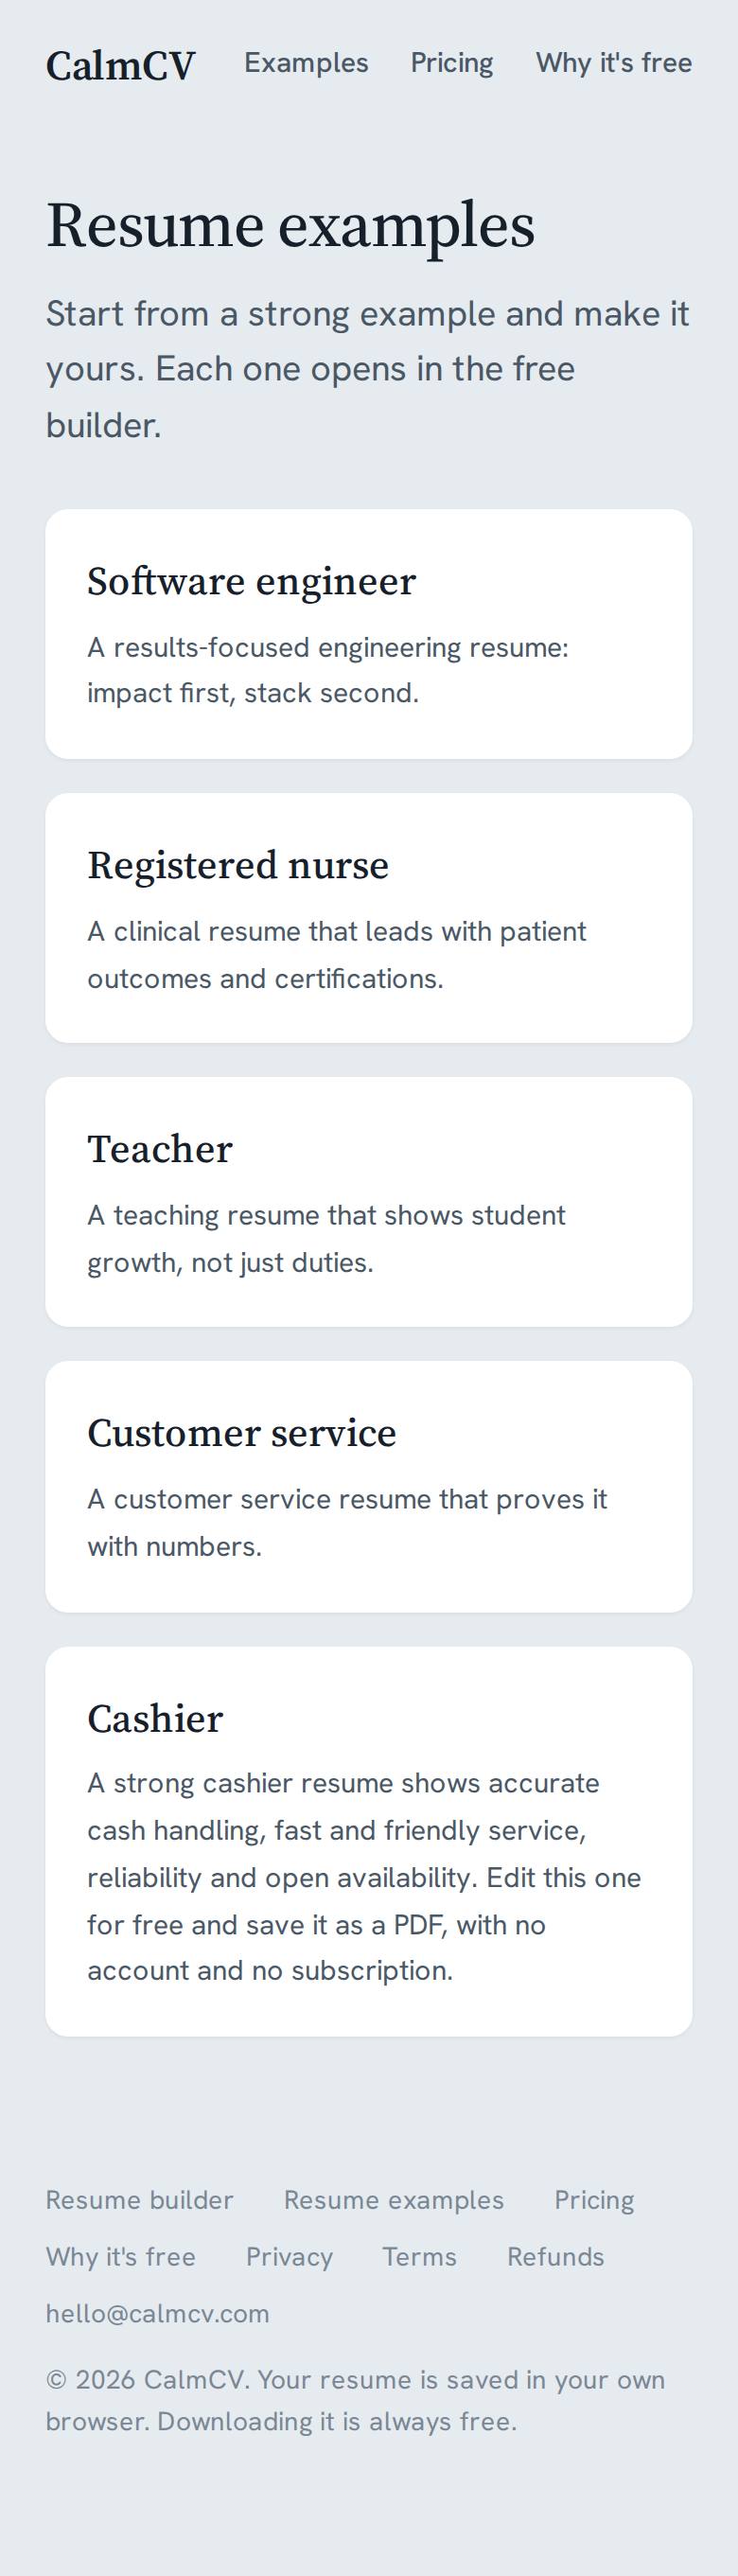 CalmCV Examples Pricing Why it's free
Resume examples
Start from a strong example and make it
yours. Each one opens in the free
builder.
Software engineer
A results-focused engineering resume:
impact first, stack second.
Registered nurse
A clinical resume that leads with patient
outcomes and certifications.
Teacher
A teaching resume that shows student
growth, not just duties.
Customer service
A customer service resume that proves it
with numbers.
Cashier
A strong cashier resume shows accurate
cash handling, fast and friendly service,
reliability and open availability. Edit this one
for free and save it as a PDF, with no
account and no subscription.
Resume builder Resume examples Pricing
Why it's free Privacy Terms Refunds
hello@calmcv.com
© 2026 CalmCV. Your resume is saved in your own
browser. Downloading it is always free.